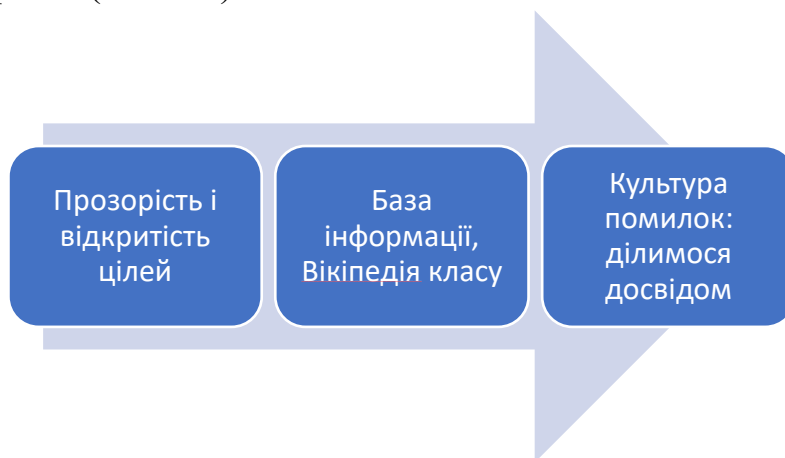 Прозорість і
відкритість
цілей
База
інформації,
Вікіпедія класу
Культура
помилок:
ділимося
досвідом